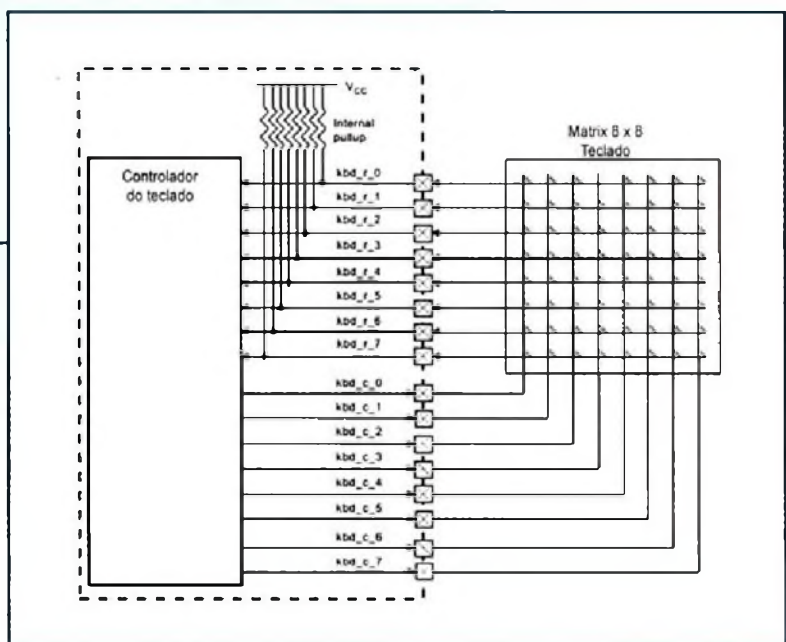 Vcc
Internal
pullup
Matrix 8 x 8
Teclado
Controlador
do teclado
kbd_r_0
kbd_r_1
kbd_r_2
kbd_r_3
kbd_r_4
kbd_r_5
kbd_r_6
kbd_r_7
kbd_c_0
kbd_c_1
kbd_c_2
kbd_c_3
kbd_c_4
kbd_c_5
kbd_c_6
kbd_c_7